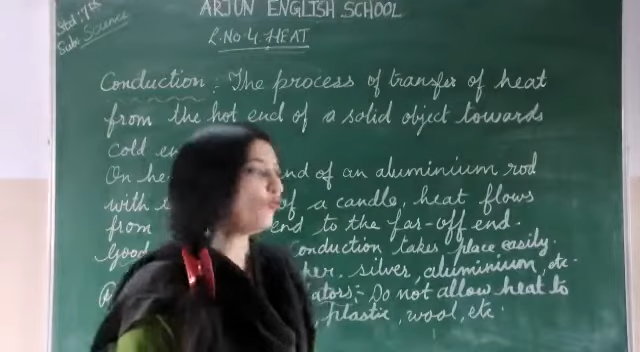 Std: 7th
Sub: Science
ARJUN ENGLISH SCHOOL
L.No 4. HEAT
Conduction: The process of transfer of heat
from the hot end of a solid object towards
cold en
On he nd of an aluminium rod
with of a candle, heat flows
from end to the far-off end.
Good conduction takes place easily.
per. silver, aluminium, etc.
ators:- Do not allow heat to
plastic, wool, etc.